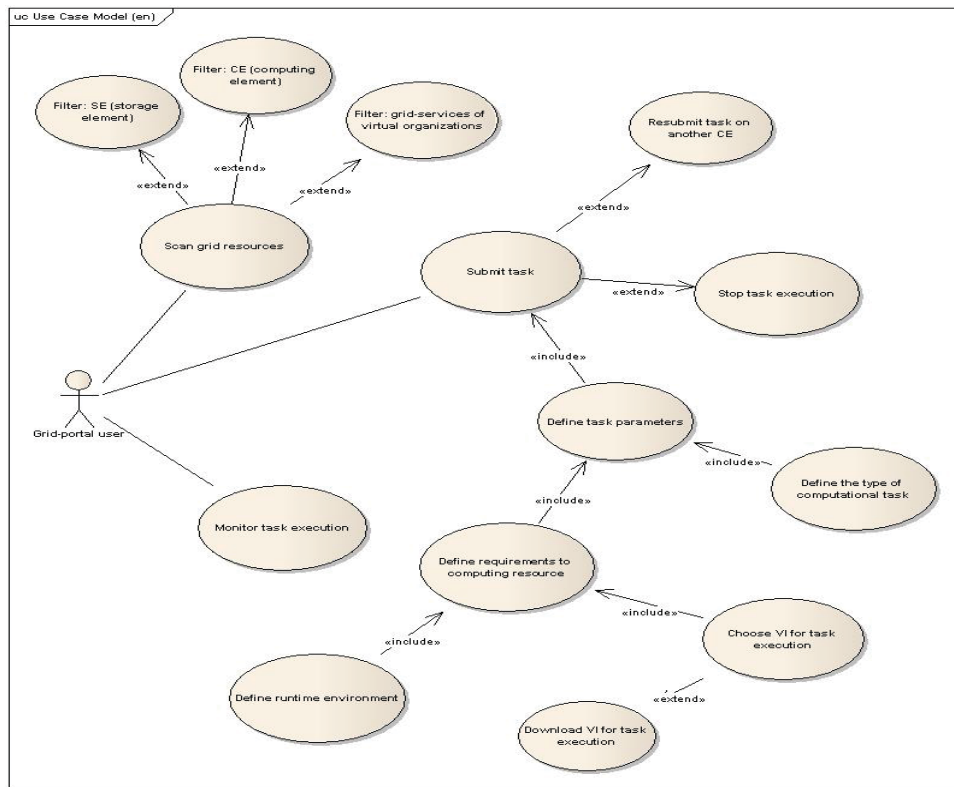 uc Use Case Model (en)
Filter: CE (computing
element)
Filter: SE (storage
element)
Filter: grid-services of
virtual organizations
Resubmit task on
another CE
«extend»
«extend»
«extend»
«extend»
Scan grid resources
Submit task
Stop task execution
«extend»
«include»
Grid-portal user
Define task parameters
«include»
Define the type of
computational task
«include»
Monitor task execution
Define requirements to
computing resource
«include»
«include»
Choose VI for task
execution
Define runtime environment
«extend»
Download VI for task
execution